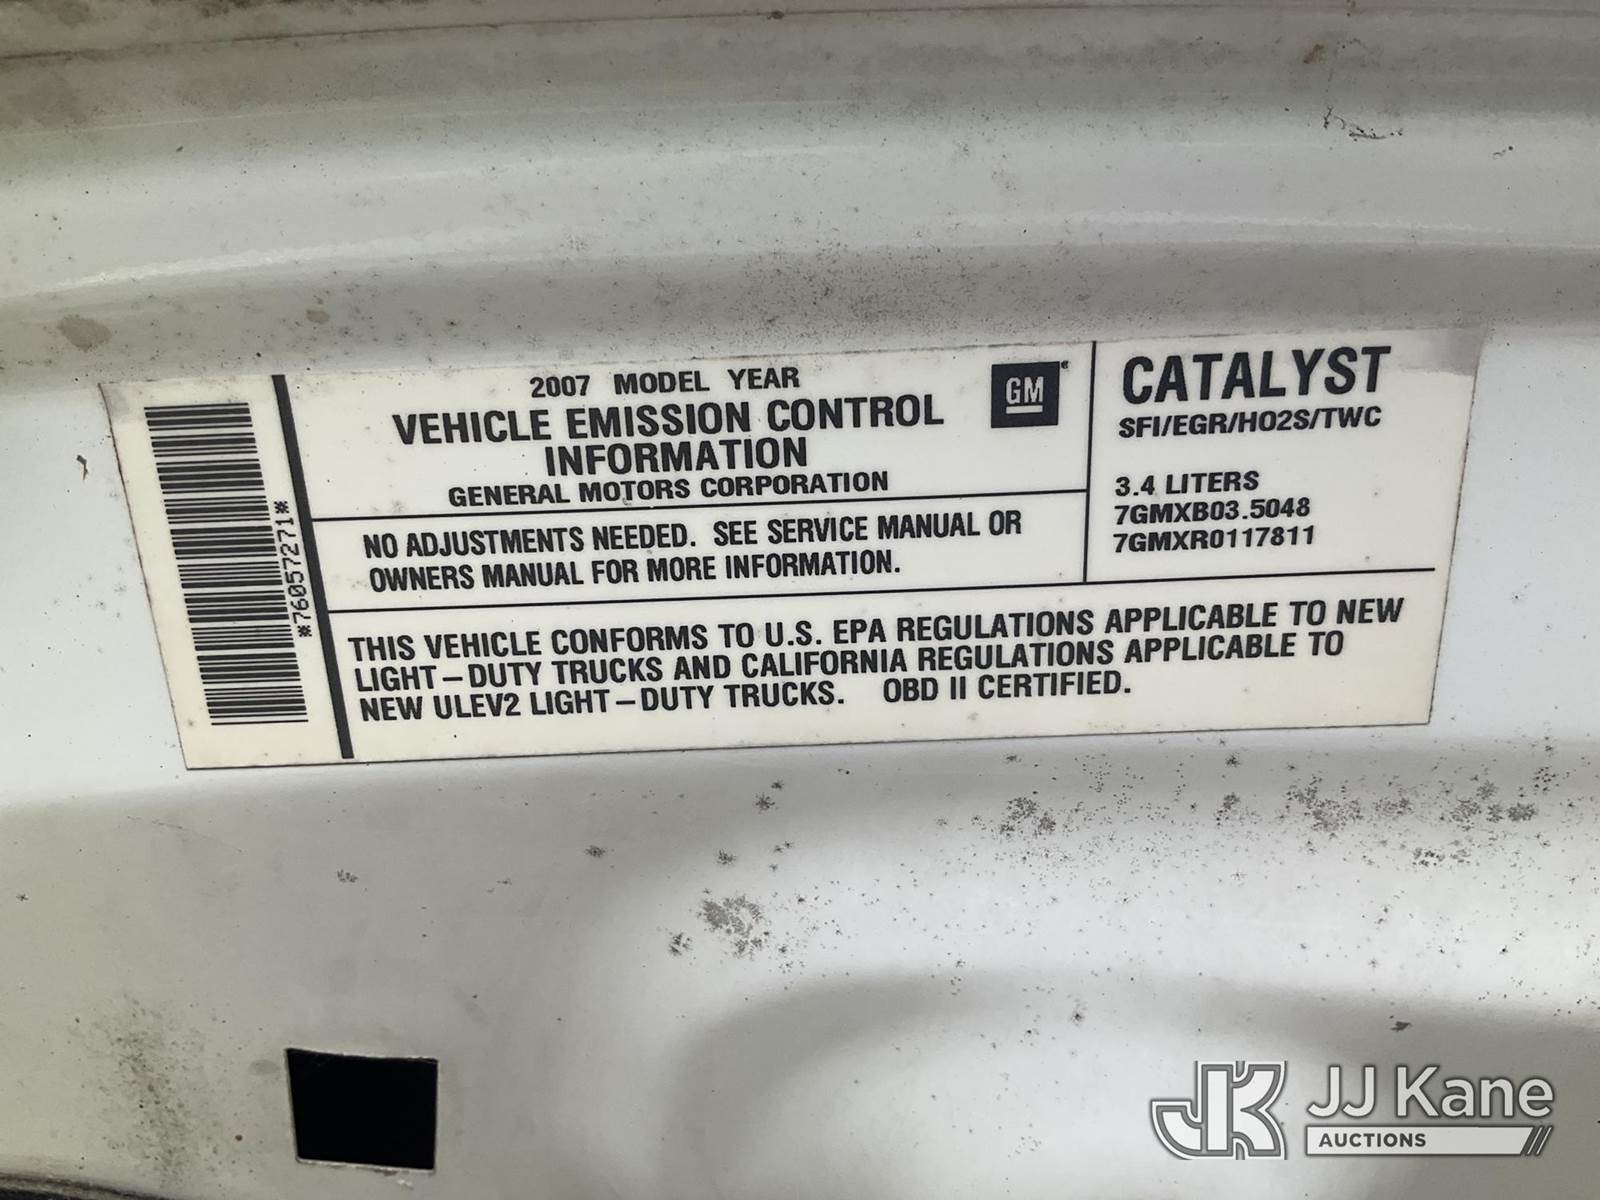 *76057271*
2007 MODEL YEAR
VEHICLE EMISSION CONTROL
INFORMATION
GENERAL MOTORS CORPORATION
GM
NO ADJUSTMENTS NEEDED. SEE SERVICE MANUAL OR
OWNERS MANUAL FOR MORE INFORMATION.
CATALYST
SFI/EGR/HO2S/TWC
3.4 LITERS
7GMXB03.5048
7GMXR0117811
THIS VEHICLE CONFORMS TO U.S. EPA REGULATIONS APPLICABLE TO NEW
LIGHT-DUTY TRUCKS AND CALIFORNIA REGULATIONS APPLICABLE TO
NEW ULEV2 LIGHT-DUTY TRUCKS. OBD II CERTIFIED.
JK JJ Kane
AUCTIONS